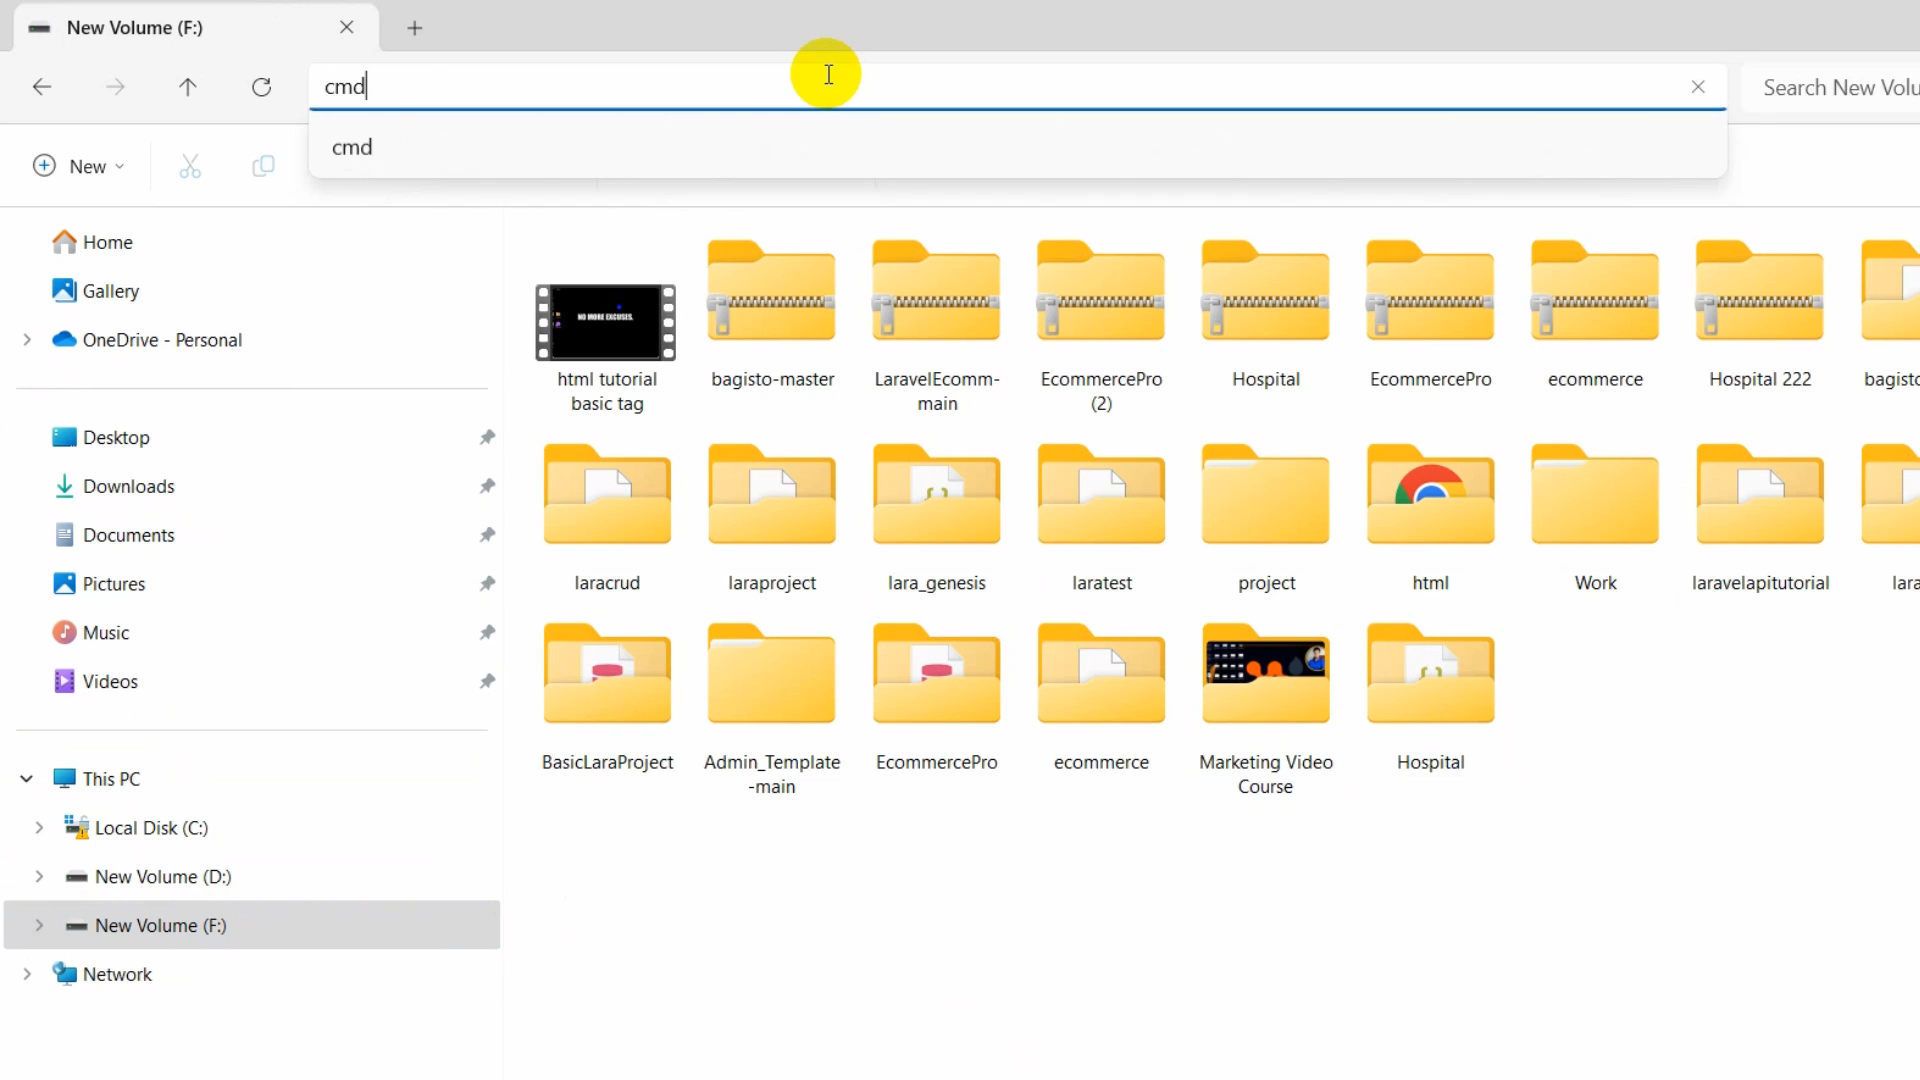 New Volume (F:)
cmd
Search New Volu
cmd
New
Home
Gallery
OneDrive - Personal
Desktop
Downloads
Documents
Pictures
Music
Videos
This PC
Local Disk (C:)
New Volume (D:)
New Volume (F:)
Network
NO MORE EXCUSES.
html tutorial
basic tag
bagisto-master
LaravelEcomm-
main
EcommercePro
(2)
Hospital
EcommercePro
ecommerce
Hospital 222
bagisto
laracrud
laraproject
lara_genesis
laratest
project
html
Work
laravelapitutorial
lara
BasicLaraProject
Admin_Template
-main
EcommercePro
ecommerce
Marketing Video
Course
Hospital